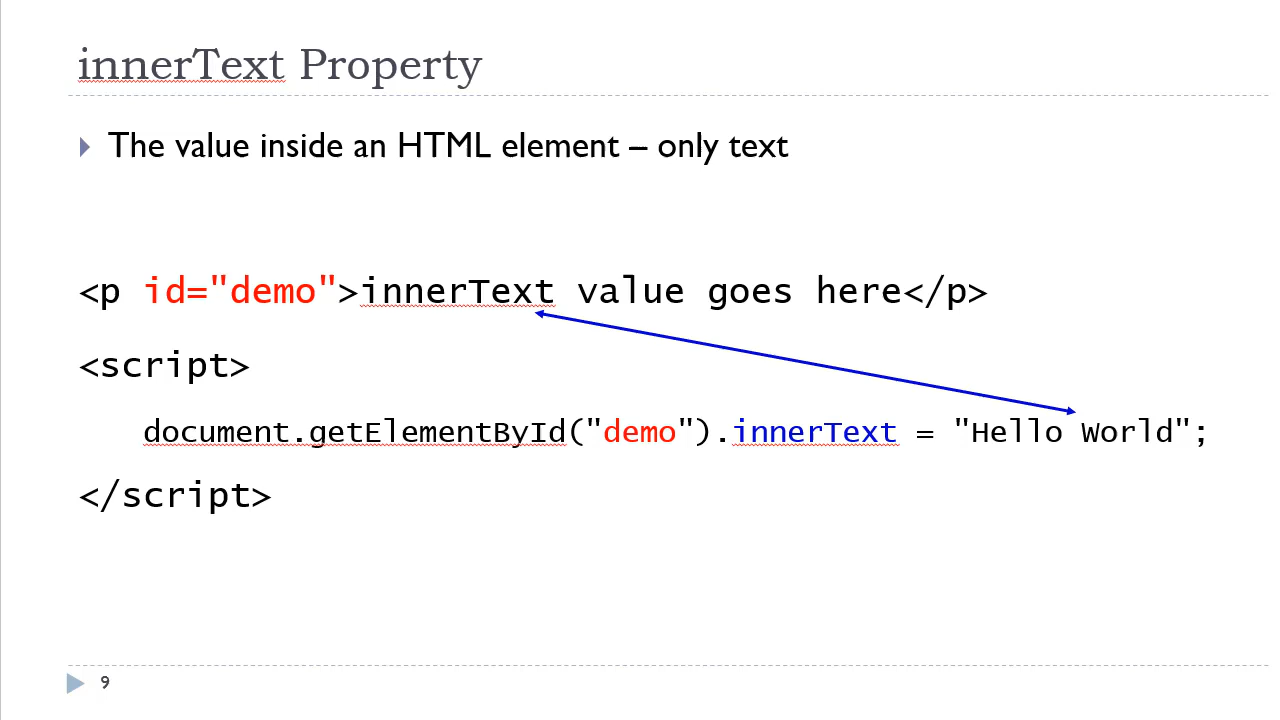 innerText Property
The value inside an HTML element – only text
<p id="demo">innerText value goes here</p>
<script>
document.getElementById("demo").innerText = "Hello World";
</script>
9